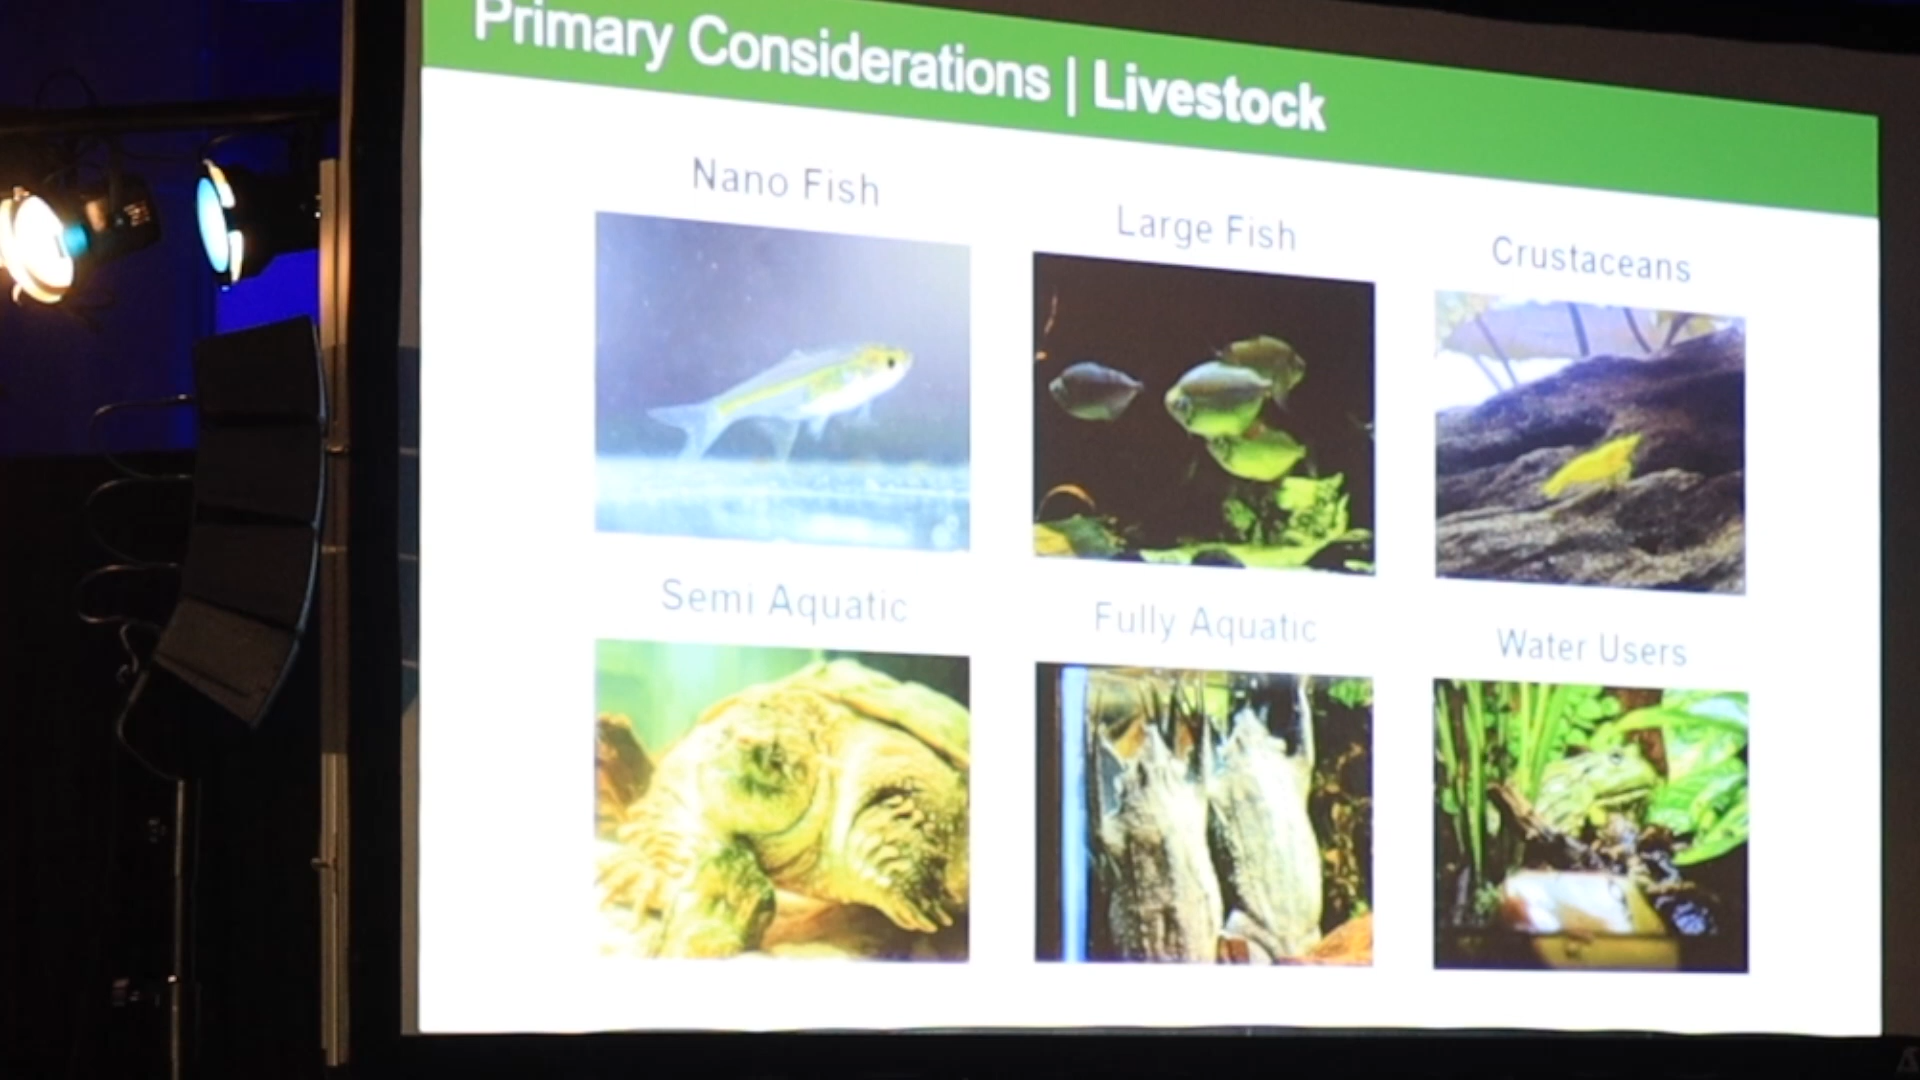 Primary Considerations | Livestock
Nano Fish
Large Fish
Crustaceans
Semi Aquatic
Fully Aquatic
Water Users